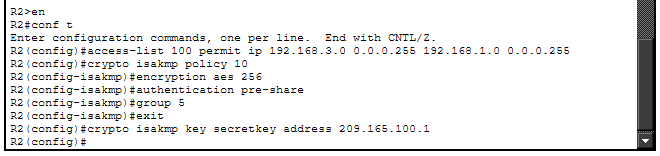 R2>en
R2#conf t
Enter configuration commands, one per line.  End with CNTL/Z.
R2(config)#access-list 100 permit ip 192.168.3.0 0.0.0.255 192.168.1.0 0.0.0.255
R2(config)#crypto isakmp policy 10
R2(config-isakmp)#encryption aes 256
R2(config-isakmp)#authentication pre-share
R2(config-isakmp)#group 5
R2(config-isakmp)#exit
R2(config)#crypto isakmp key secretkey address 209.165.100.1
R2(config)#